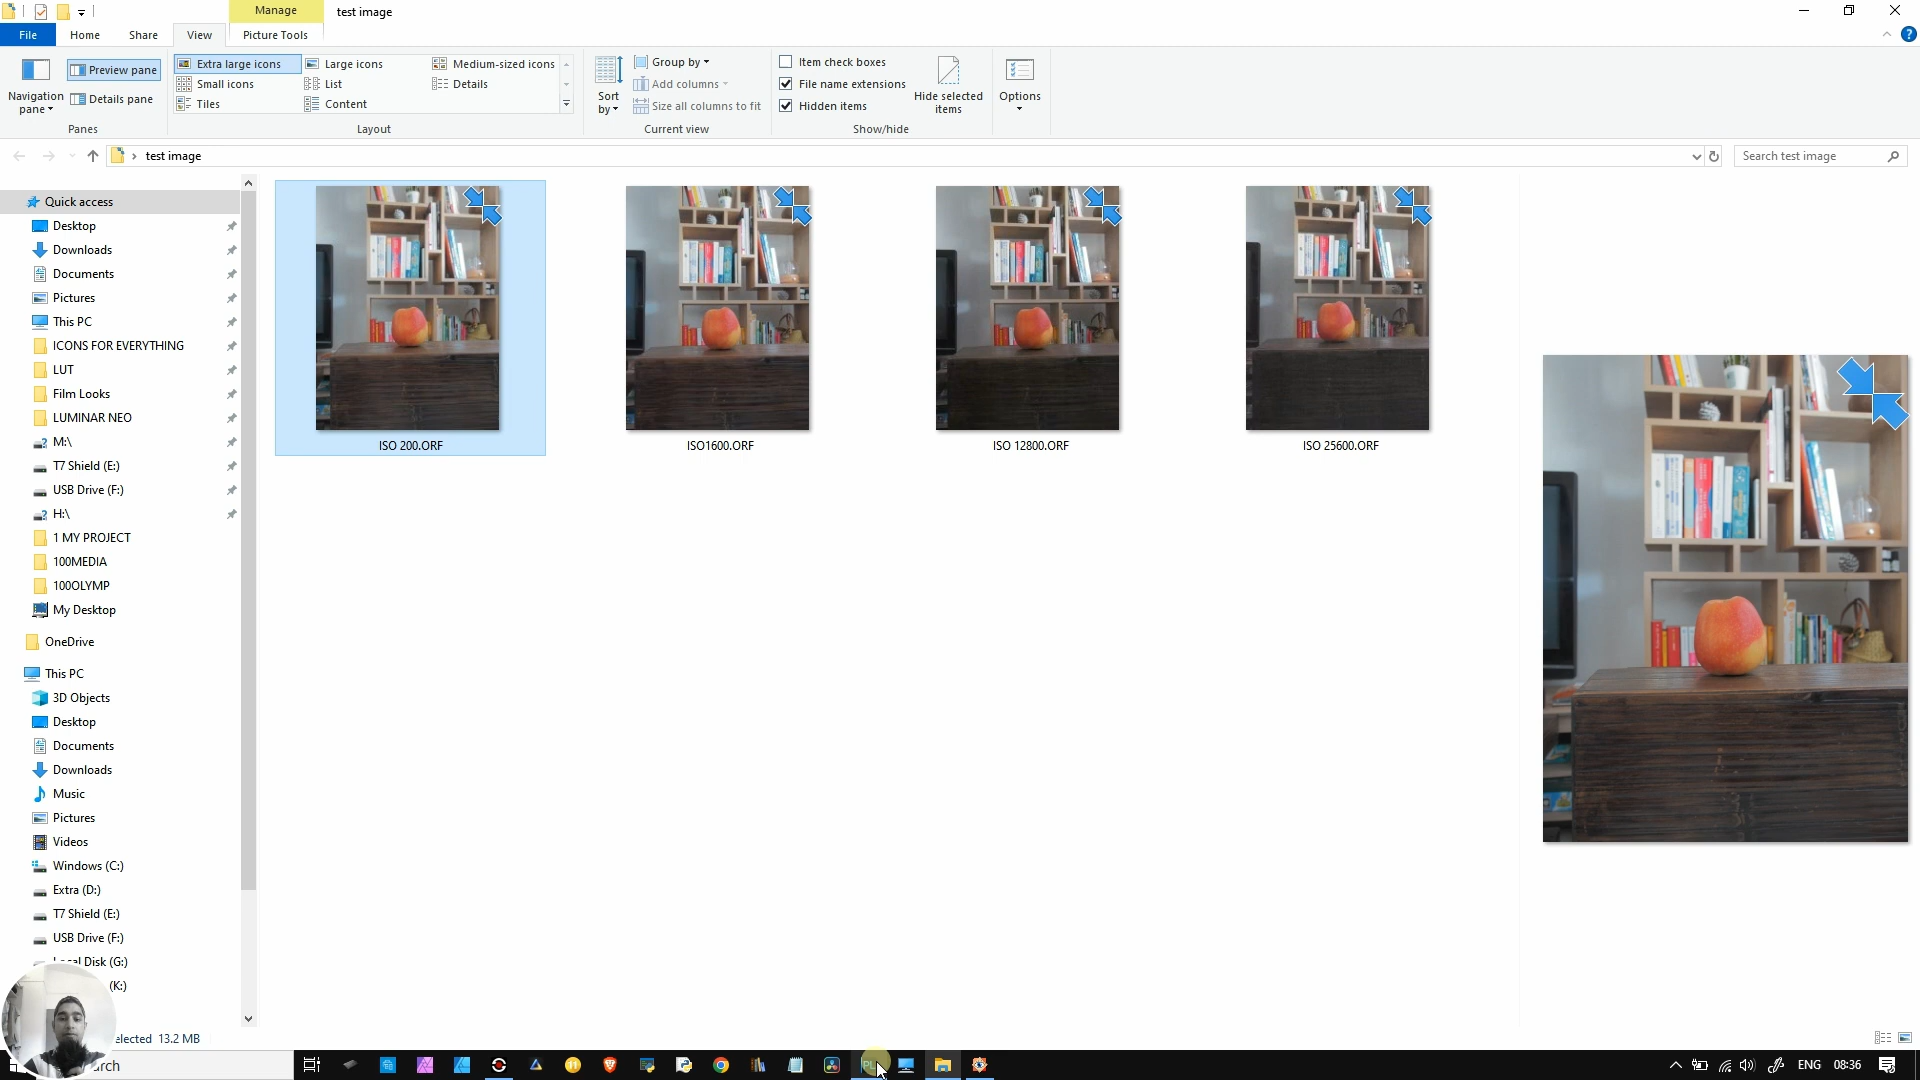 Manage
test image
File
Home
Share
View
Picture Tools
Navigation pane
Preview pane
Details pane
Panes
Extra large icons
Large icons
Medium-sized icons
Small icons
List
Details
Tiles
Content
Layout
Sort by
Group by
Add columns
Size all columns to fit
Current view
Item check boxes
File name extensions
Hidden items
Hide selected items
Show/hide
Options
test image
Search test image
Quick access
Desktop
Downloads
Documents
Pictures
This PC
ICONS FOR EVERYTHING
LUT
Film Looks
LUMINAR NEO
M:\
T7 Shield (E:)
USB Drive (F:)
H:\
1 MY PROJECT
100MEDIA
100OLYMP
My Desktop
OneDrive
This PC
3D Objects
Desktop
Documents
Downloads
Music
Pictures
Videos
Windows (C:)
Extra (D:)
T7 Shield (E:)
USB Drive (F:)
Disk (G:)
(K:)
ISO 200.ORF
ISO1600.ORF
ISO 12800.ORF
ISO 25600.ORF
13.2 MB
PL
ENG
08:36